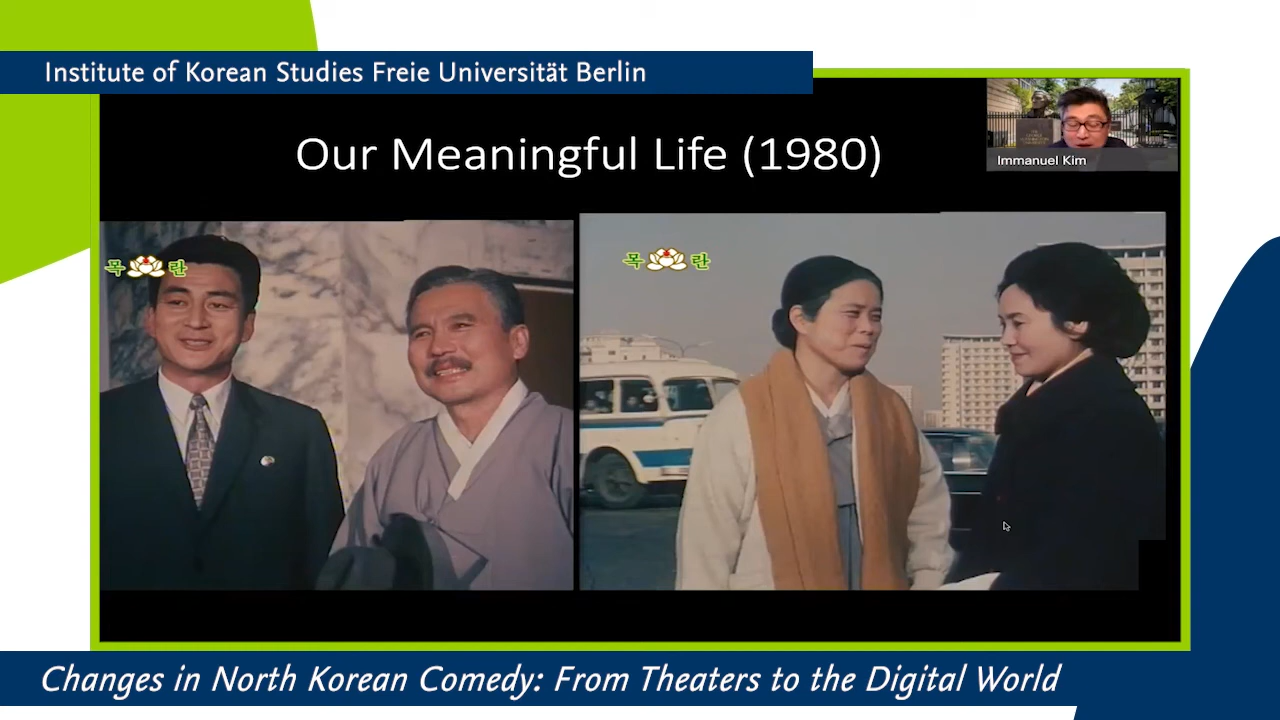 Institute of Korean Studies Freie Universität Berlin
Our Meaningful Life (1980)
Immanuel Kim
목란
목란
Changes in North Korean Comedy: From Theaters to the Digital World